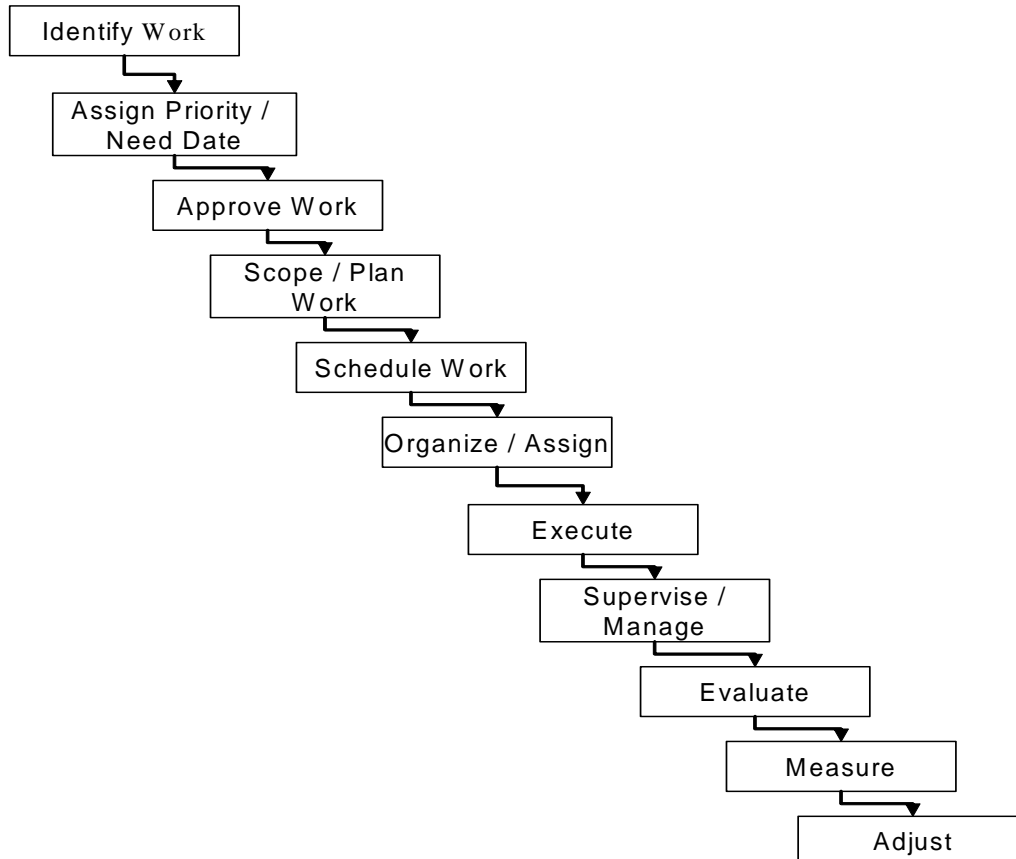 Identify Work
Assign Priority /
Need Date
Approve Work
Scope / Plan
Work
Schedule Work
Organize / Assign
Execute
Supervise /
Manage
Evaluate
Measure
Adjust